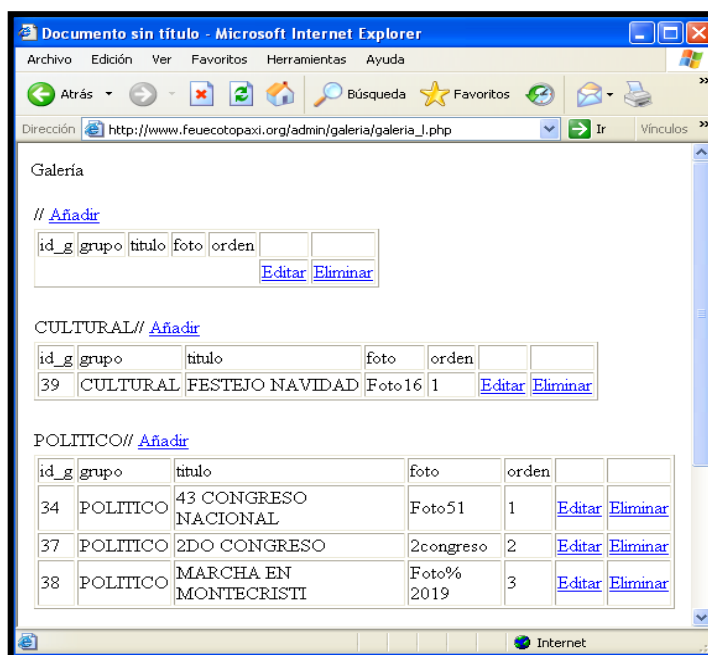 Documento sin título - Microsoft Internet Explorer
Archivo Edición Ver Favoritos Herramientas Ayuda
Atrás Búsqueda Favoritos »
Dirección http://www.feuecotopaxi.org/admin/galeria/galeria_l.php Ir Vínculos »
Galería
// Añadir
id_g grupo titulo foto orden
Editar Eliminar
CULTURAL// Añadir
id_g grupo titulo foto orden
39 CULTURAL FESTEJO NAVIDAD Foto16 1 Editar Eliminar
POLITICO// Añadir
id_g grupo titulo foto orden
34 POLITICO 43 CONGRESO NACIONAL Foto51 1 Editar Eliminar
37 POLITICO 2DO CONGRESO 2congreso 2 Editar Eliminar
38 POLITICO MARCHA EN MONTECRISTI Foto% 2019 3 Editar Eliminar
Internet